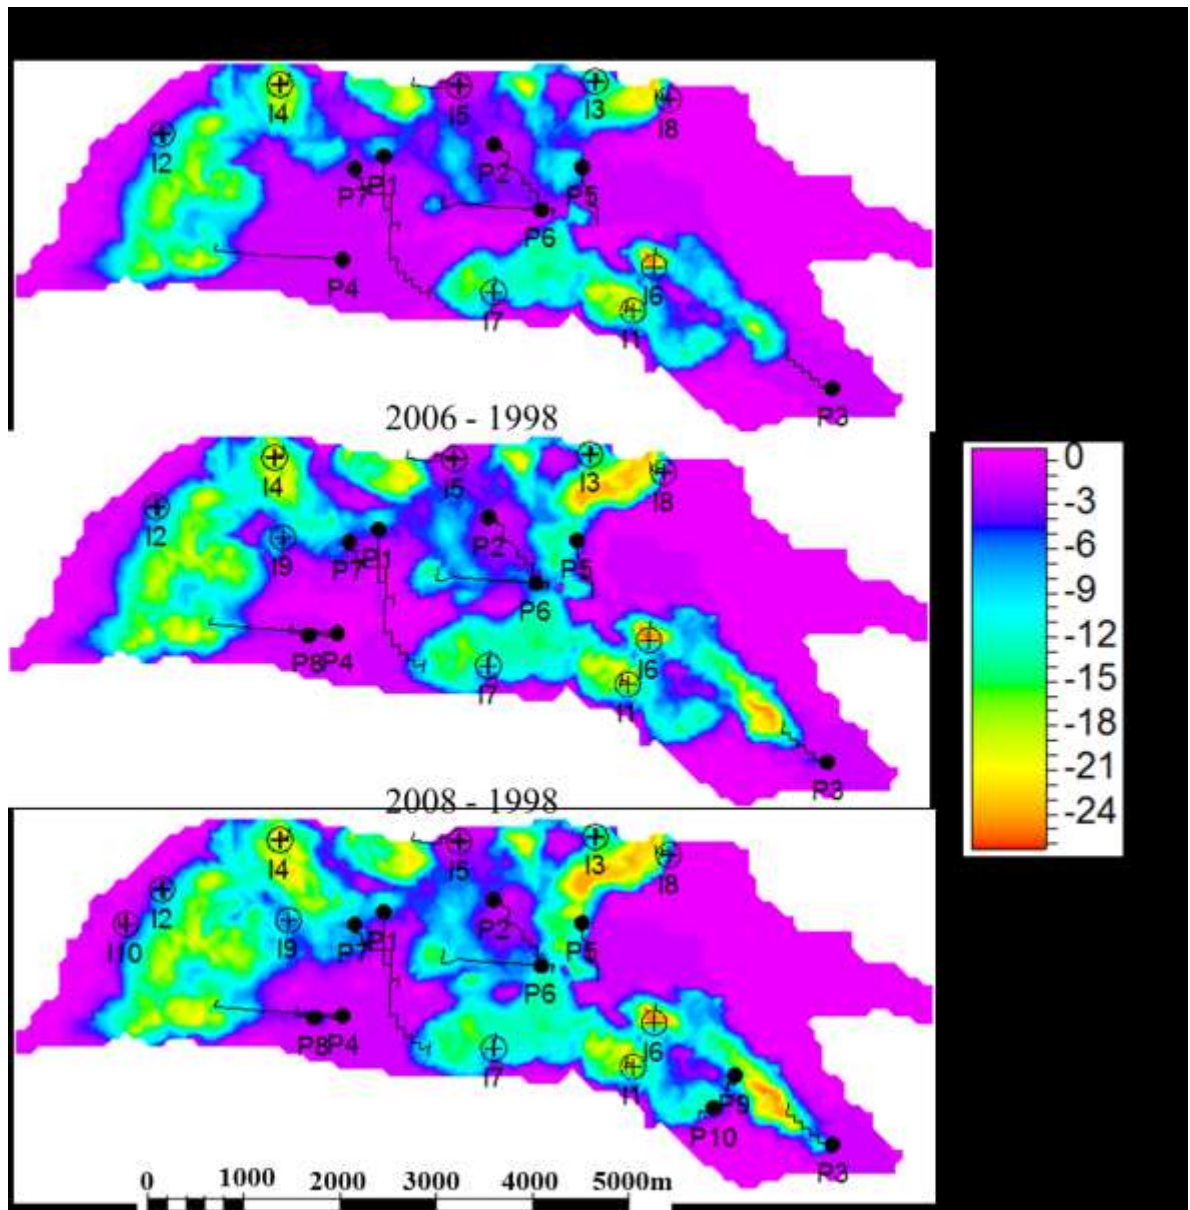 I4 I5 I3 I8
I2
P7 P1 P2 P5
P6
P4 I7 I6
I1
P3
2006 - 1998
I4 I5 I3 I8
I2
I9 P7 P1 P2 P5
P6
P8 P4 I7 I6
I1
P3
0
-3
-6
-9
-12
-15
-18
-21
-24
2008 - 1998
I4 I5 I3 I8
I2
I10 I9 P7 P1 P2 P5
P6
P8 P4 I7 I6
I1 P9
P10 P3
0 1000 2000 3000 4000 5000m